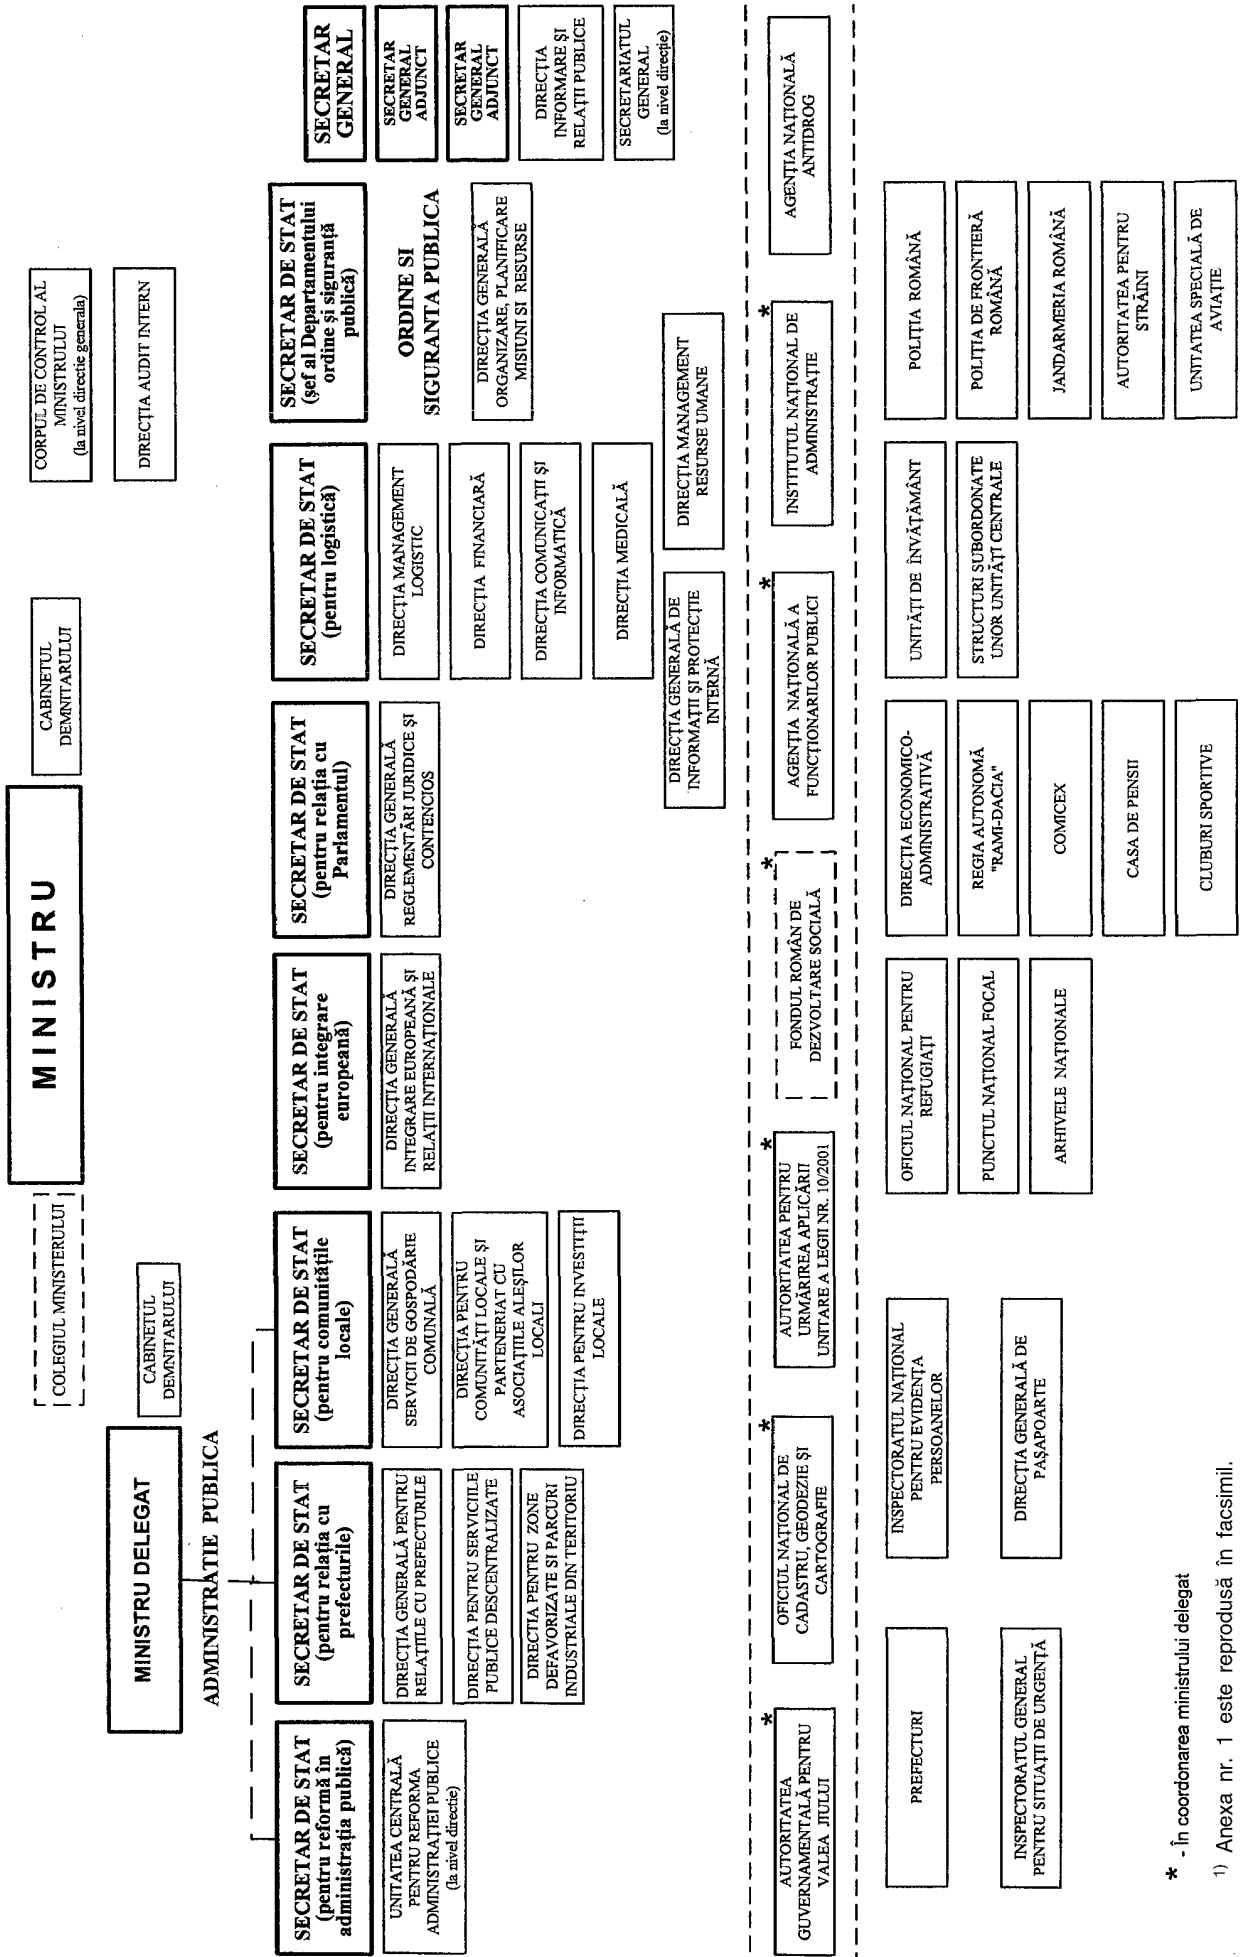 MINISTRU
COLEGIUL MINISTERULUI
CABINETUL
DEMNITARULUI
CORPUL DE CONTROL AL
MINISTRULUI
(la nivel directie generala)
DIRECȚIA AUDIT INTERN
MINISTRU DELEGAT
CABINETUL
DEMNITARULUI
ADMINISTRATIE PUBLICA
SECRETAR DE STAT
(pentru reformă în
administrația publică)
UNITATEA CENTRALĂ
PENTRU REFORMA
ADMINISTRAȚIEI PUBLICE
(la nivel directie)
SECRETAR DE STAT
(pentru relația cu
prefecturile)
DIRECȚIA GENERALĂ PENTRU
RELAȚIILE CU PREFECTURILE
DIRECȚIA PENTRU SERVICIILE
PUBLICE DESCENTRALIZATE
DIRECTIA PENTRU ZONE
DEFAVORIZATE SI PARCURI
INDUSTRIALE DIN TERITORIU
SECRETAR DE STAT
(pentru comunitățile
locale)
DIRECȚIA GENERALĂ
SERVICII DE GOSPODĂRIE
COMUNALĂ
DIRECȚIA PENTRU
COMUNITĂȚI LOCALE ȘI
PARTENERIAT CU
ASOCIAȚIILE ALEȘILOR
LOCALI
DIRECȚIA PENTRU INVESTIȚII
LOCALE
SECRETAR DE STAT
(pentru integrare
europeană)
DIRECȚIA GENERALĂ
INTEGRARE EUROPEANĂ ȘI
RELAȚII INTERNAȚIONALE
SECRETAR DE STAT
(pentru relația cu
Parlamentul)
DIRECȚIA GENERALĂ
REGLEMENTĂRI JURIDICE ȘI
CONTENCIOS
SECRETAR DE STAT
(pentru logistică)
DIRECȚIA MANAGEMENT
LOGISTIC
DIRECȚIA FINANCIARĂ
DIRECȚIA COMUNICAȚII ȘI
INFORMATICĂ
DIRECȚIA MEDICALĂ
SECRETAR DE STAT
(șef al Departamentului
ordine și siguranță
publică)
ORDINE SI
SIGURANTA PUBLICA
DIRECȚIA GENERALĂ
ORGANIZARE, PLANIFICARE
MISIUNI SI RESURSE
SECRETAR
GENERAL
SECRETAR
GENERAL
ADJUNCT
SECRETAR
GENERAL
ADJUNCT
DIRECȚIA
INFORMARE ȘI
RELAȚII PUBLICE
SECRETARIATUL
GENERAL
(la nivel direcție)
DIRECȚIA GENERALĂ DE
INFORMAȚII ȘI PROTECȚIE
INTERNĂ
DIRECȚIA MANAGEMENT
RESURSE UMANE
*
AUTORITATEA
GUVERNAMENTALĂ PENTRU
VALEA JIULUI
*
OFICIUL NAȚIONAL DE
CADASTRU, GEODEZIE ȘI
CARTOGRAFIE
*
AUTORITATEA PENTRU
URMĂRIREA APLICĂRII
UNITARE A LEGII NR. 10/2001
*
FONDUL ROMÂN DE
DEZVOLTARE SOCIALĂ
*
AGENȚIA NAȚIONALĂ A
FUNCȚIONARILOR PUBLICI
*
INSTITUTUL NAȚIONAL DE
ADMINISTRAȚIE
AGENȚIA NAȚIONALĂ
ANTIDROG
PREFECTURI
INSPECTORATUL GENERAL
PENTRU SITUAȚII DE URGENȚĂ
INSPECTORATUL NAȚIONAL
PENTRU EVIDENȚA
PERSOANELOR
DIRECȚIA GENERALĂ DE
PAȘAPOARTE
OFICIUL NAȚIONAL PENTRU
REFUGIAȚI
PUNCTUL NAȚIONAL FOCAL
ARHIVELE NAȚIONALE
DIRECȚIA ECONOMICO-
ADMINISTRATIVĂ
REGIA AUTONOMĂ
"RAMI-DACIA"
COMICEX
CASA DE PENSII
CLUBURI SPORTIVE
UNITĂȚI DE ÎNVĂȚĂMÂNT
STRUCTURI SUBORDONATE
UNOR UNITĂȚI CENTRALE
POLIȚIA ROMÂNĂ
POLIȚIA DE FRONTIERĂ
ROMÂNĂ
JANDARMERIA ROMÂNĂ
AUTORITATEA PENTRU
STRĂINI
UNITATEA SPECIALĂ DE
AVIAȚIE
* - În coordonarea ministrului delegat
1) Anexa nr. 1 este reprodusă în facsimil.